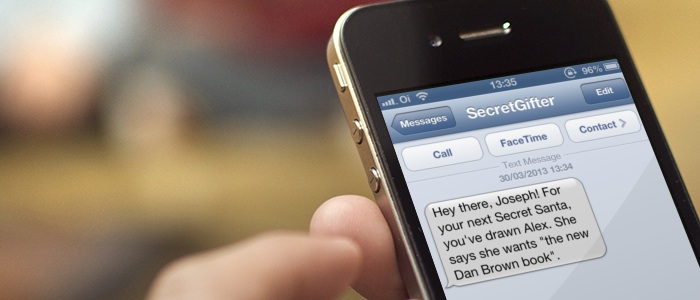 Oi 13:35 96%
Messages SecretGifter Edit
Call FaceTime Contact
Text Message
30/03/2013 13:34
Hey there, Joseph! For
your next Secret Santa,
you've drawn Alex. She
says she wants "the new
Dan Brown book".